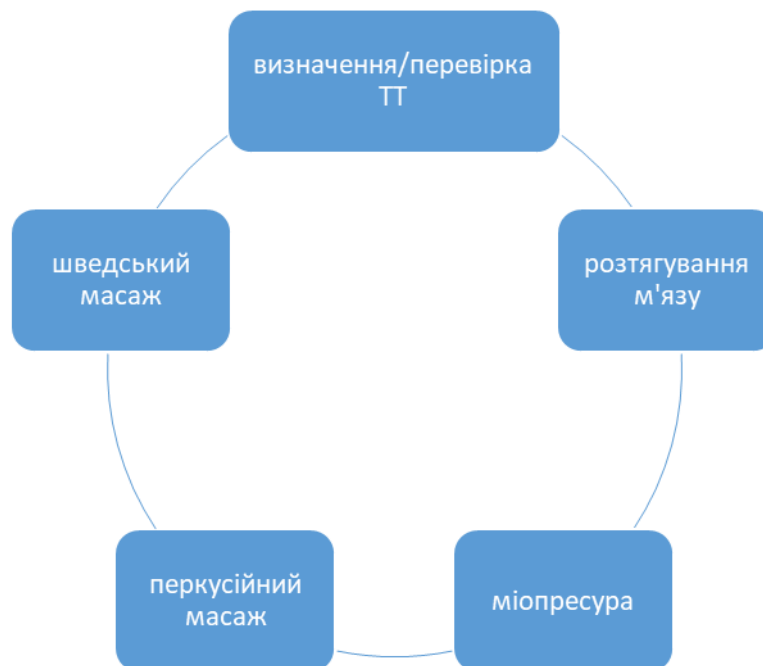 визначення/перевірка
ТТ
шведський
масаж
розтягування
м'язу
перкусійний
масаж
міопресура